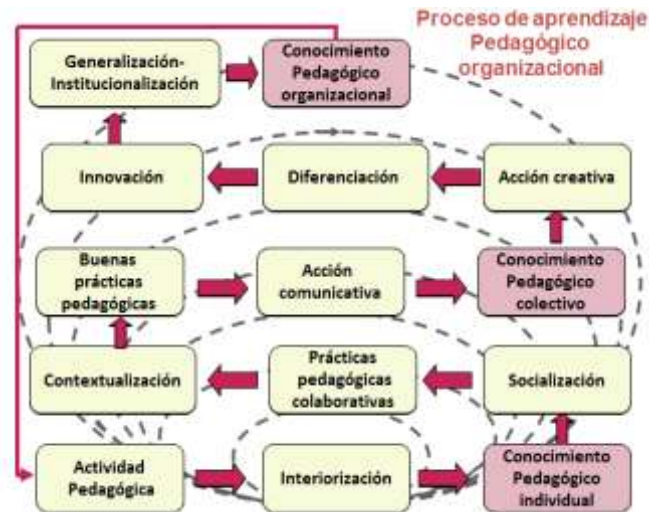 Proceso de aprendizaje
Pedagógico
organizacional
Generalización-
Institucionalización
Conocimiento
Pedagógico
organizacional
Innovación
Diferenciación
Acción creativa
Buenas
prácticas
pedagógicas
Acción
comunicativa
Conocimiento
Pedagógico
colectivo
Contextualización
Prácticas
pedagógicas
colaborativas
Socialización
Actividad
Pedagógica
Interiorización
Conocimiento
Pedagógico
individual